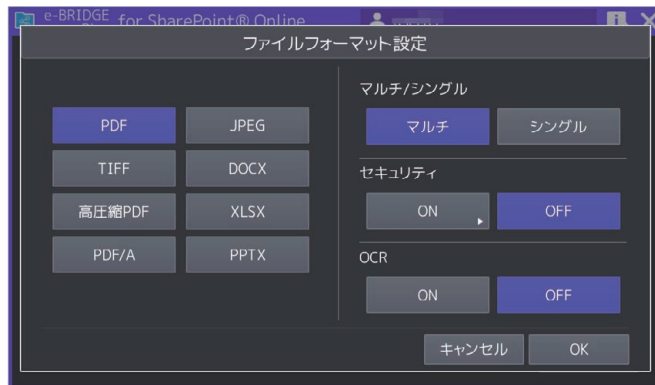 e-BRIDGE for SharePoint® Online
ファイルフォーマット設定
PDF
JPEG
TIFF
DOCX
高圧縮PDF
XLSX
PDF/A
PPTX
マルチ/シングル
マルチ
シングル
セキュリティ
ON
OFF
OCR
ON
OFF
キャンセル
OK